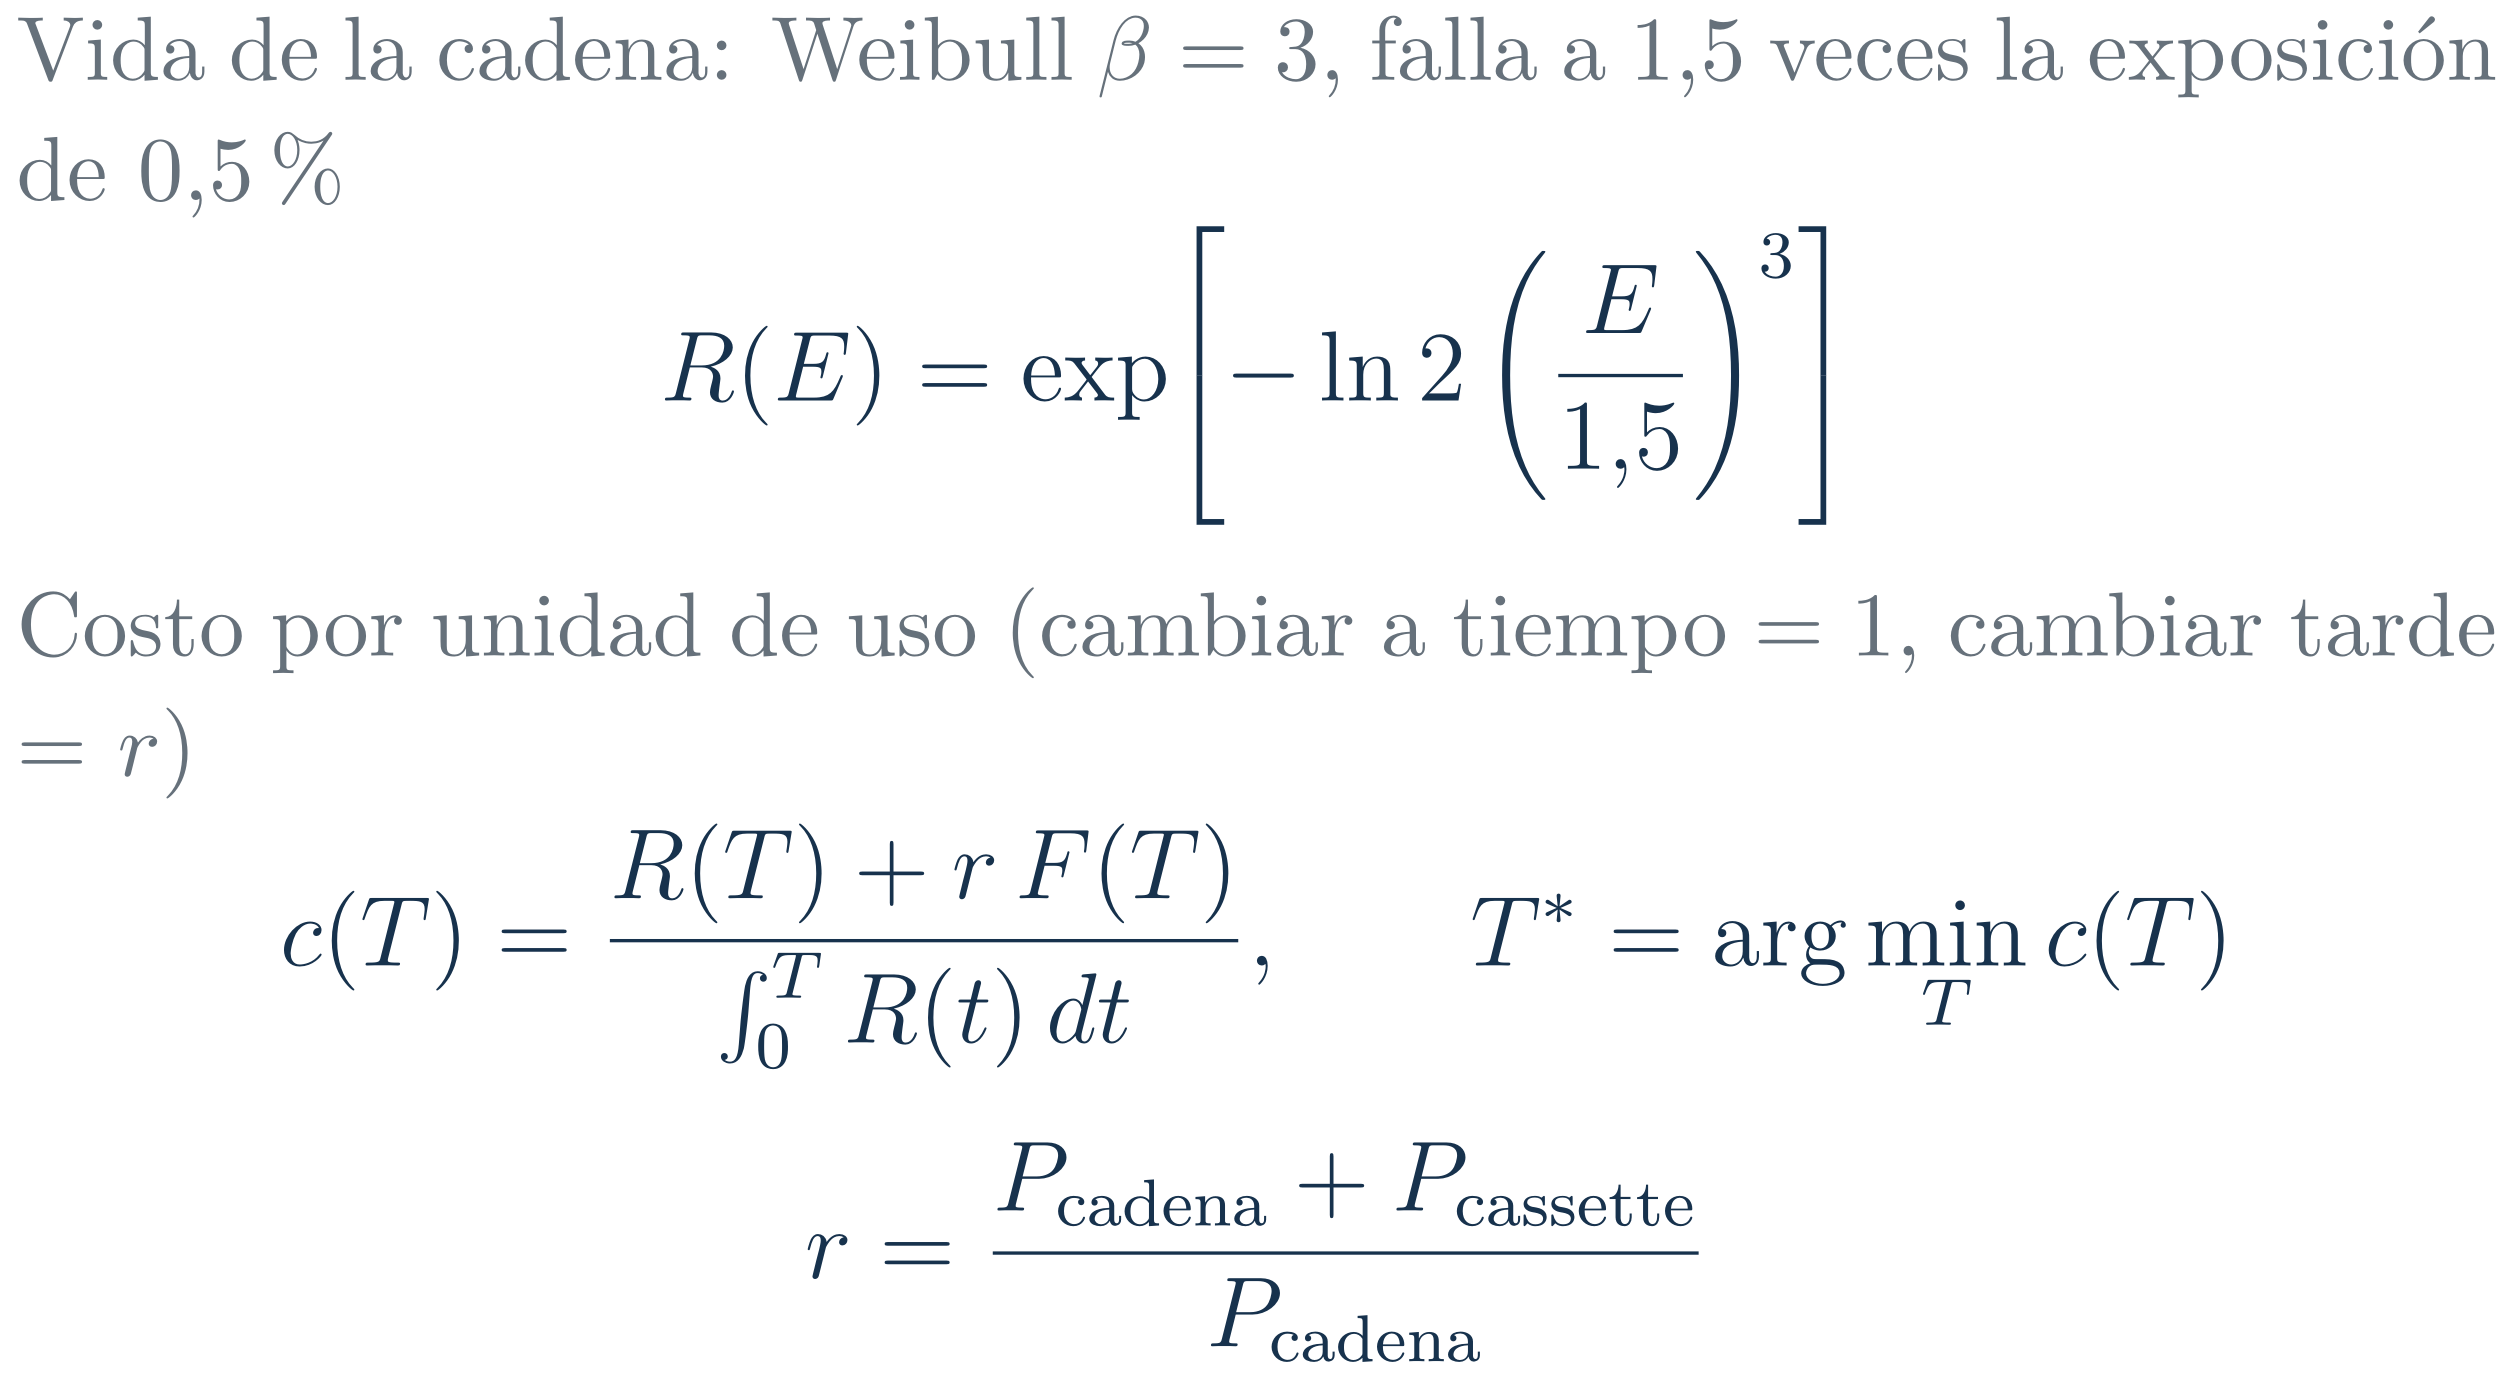 Vida de la cadena: Weibull β = 3, falla a 1,5 veces la exposición
de 0,5 %
R(E) = exp[ − ln 2 (E / 1,5)³ ]
Costo por unidad de uso (cambiar a tiempo = 1, cambiar tarde
= r)
c(T) = (R(T) + r F(T)) / (∫₀ᵀ R(t) dt) , T* = arg min_T c(T)
r = (P_cadena + P_cassette) / P_cadena